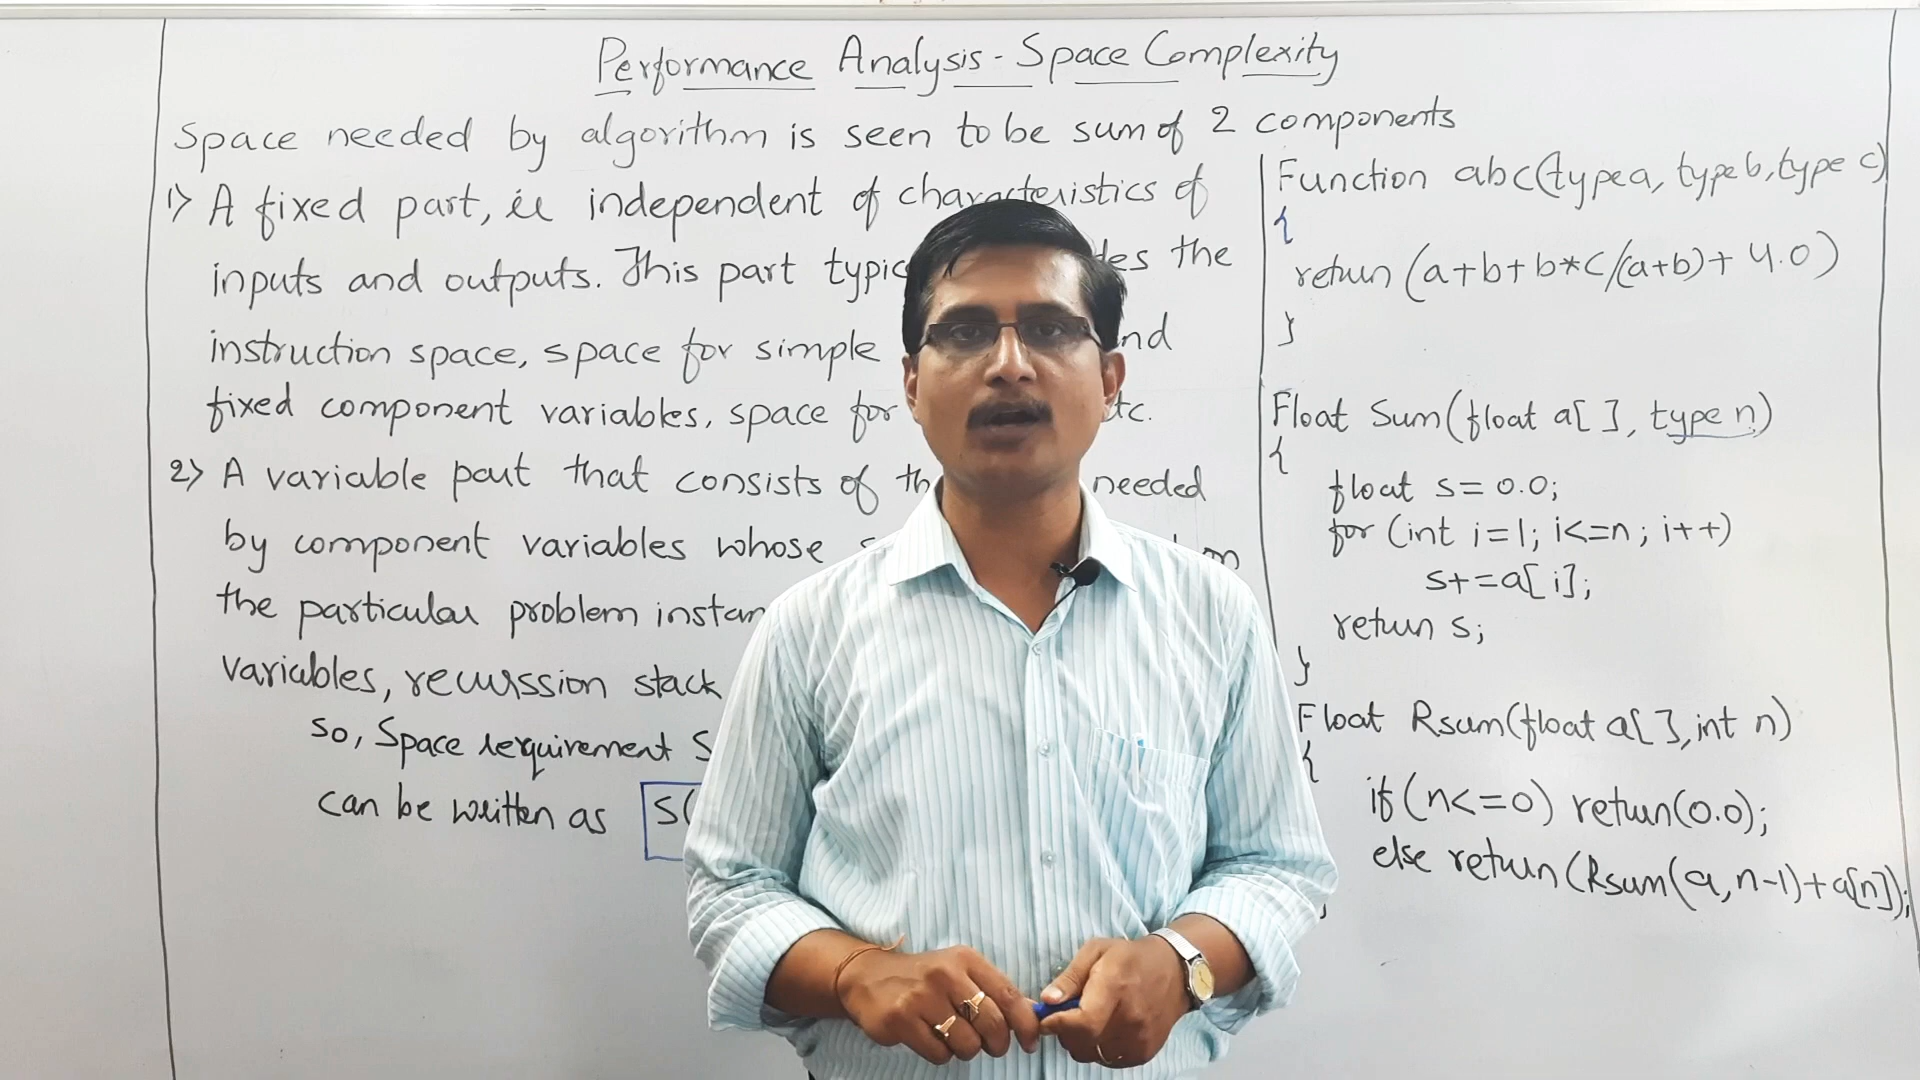 Performance Analysis - Space Complexity
Space needed by algorithm is seen to be sum of 2 components
1) A fixed part, ie independent of characteristics of
inputs and outputs. This part the
instruction space, space for simple
fixed component variables, space for etc.
2) A variable part that consists of needed
by component variables whose on
the particular problem
variables, recurssion stack
So, Space requirement
can be written as S(
Function abc(type a, type b, type c)
{
return (a+b+b*c/(a+b)+4.0)
}
Float Sum(float a[ ], type n)
{
float s= 0.0;
for (int i=1; i<=n; i++)
s+=a[i];
return s;
}
Float Rsum(float a[ ], int n)
{
if (n<=0) return(0.0);
else return (Rsum(a, n-1)+a[n]);